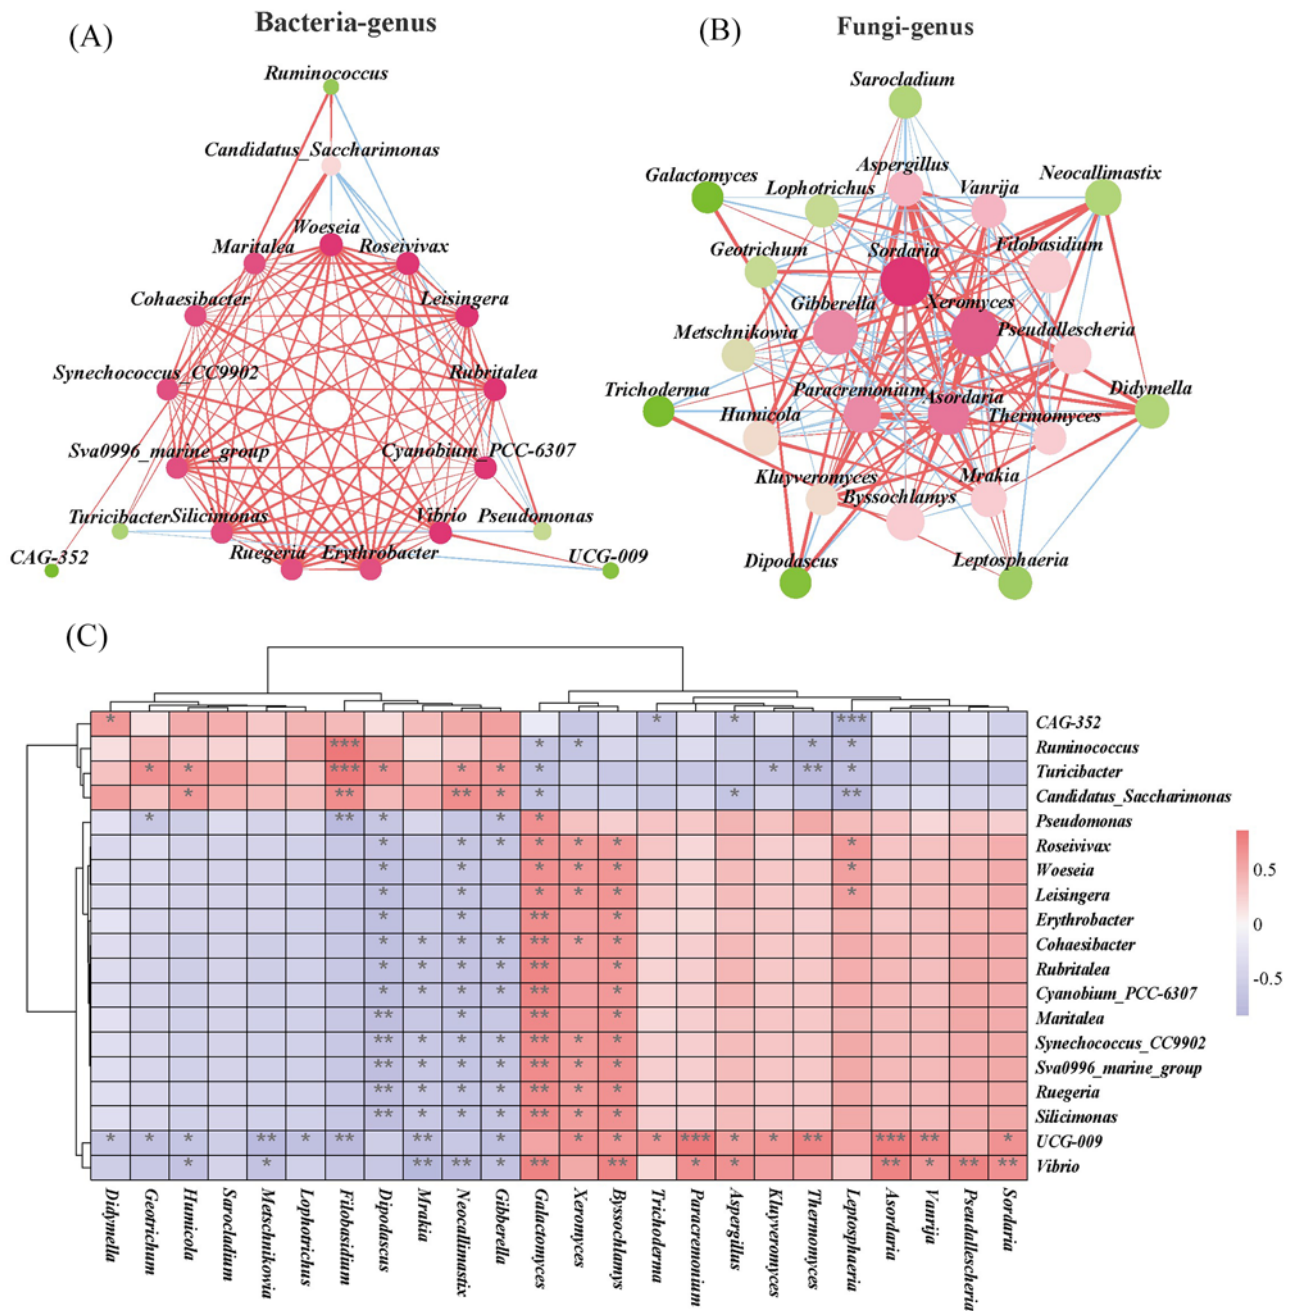 (A)
Bacteria-genus
Ruminococcus
Candidatus_Saccharimonas
Woeseia
Maritalea
Roseivivax
Cohaesibacter
Leisingera
Synechococcus_CC9902
Rubritalea
Sva0996_marine_group
Cyanobium_PCC-6307
Turicibacter
Silicimonas
Vibrio
Pseudomonas
CAG-352
Ruegeria
Erythrobacter
UCG-009
(B)
Fungi-genus
Sarocladium
Galactomyces
Lophotrichus
Aspergillus
Vanrija
Neocallimastix
Geotrichum
Sordaria
Filobasidium
Gibberella
Xeromyces
Metschnikowia
Pseudallescheria
Trichoderma
Paracremonium
Asordaria
Didymella
Humicola
Thermomyces
Kluyveromyces
Byssochlamys
Mrakia
Dipodascus
Leptosphaeria
(C)
* * * *** CAG-352
*** * * * * Ruminococcus
* * *** * * * * * ** * Turicibacter
* ** ** * * * ** Candidatus_Saccharimonas
* ** * * * Pseudomonas
* * * * * * * Roseivivax
* * * * * * Woeseia
* * * * * * Leisingera
* * ** * Erythrobacter
* * * * ** * * Cohaesibacter
* * * * ** * Rubritalea
* * * * ** * Cyanobium_PCC-6307
** * ** * Maritalea
** * * * ** * * Synechococcus_CC9902
** * * * ** * * Sva0996_marine_group
** * * * ** * * Ruegeria
** * * * ** * * Silicimonas
* * * ** * ** ** * * * * *** * * ** *** ** * UCG-009
* * ** ** * ** ** * * ** * ** ** Vibrio
0.5
0
-0.5
Didymella
Geotrichum
Humicola
Sarocladium
Metschnikowia
Lophotrichus
Filobasidium
Dipodascus
Mrakia
Neocallimastix
Gibberella
Galactomyces
Xeromyces
Byssochlamys
Trichoderma
Paracremonium
Aspergillus
Kluyveromyces
Thermomyces
Leptosphaeria
Asordaria
Vanrija
Pseudallescheria
Sordaria